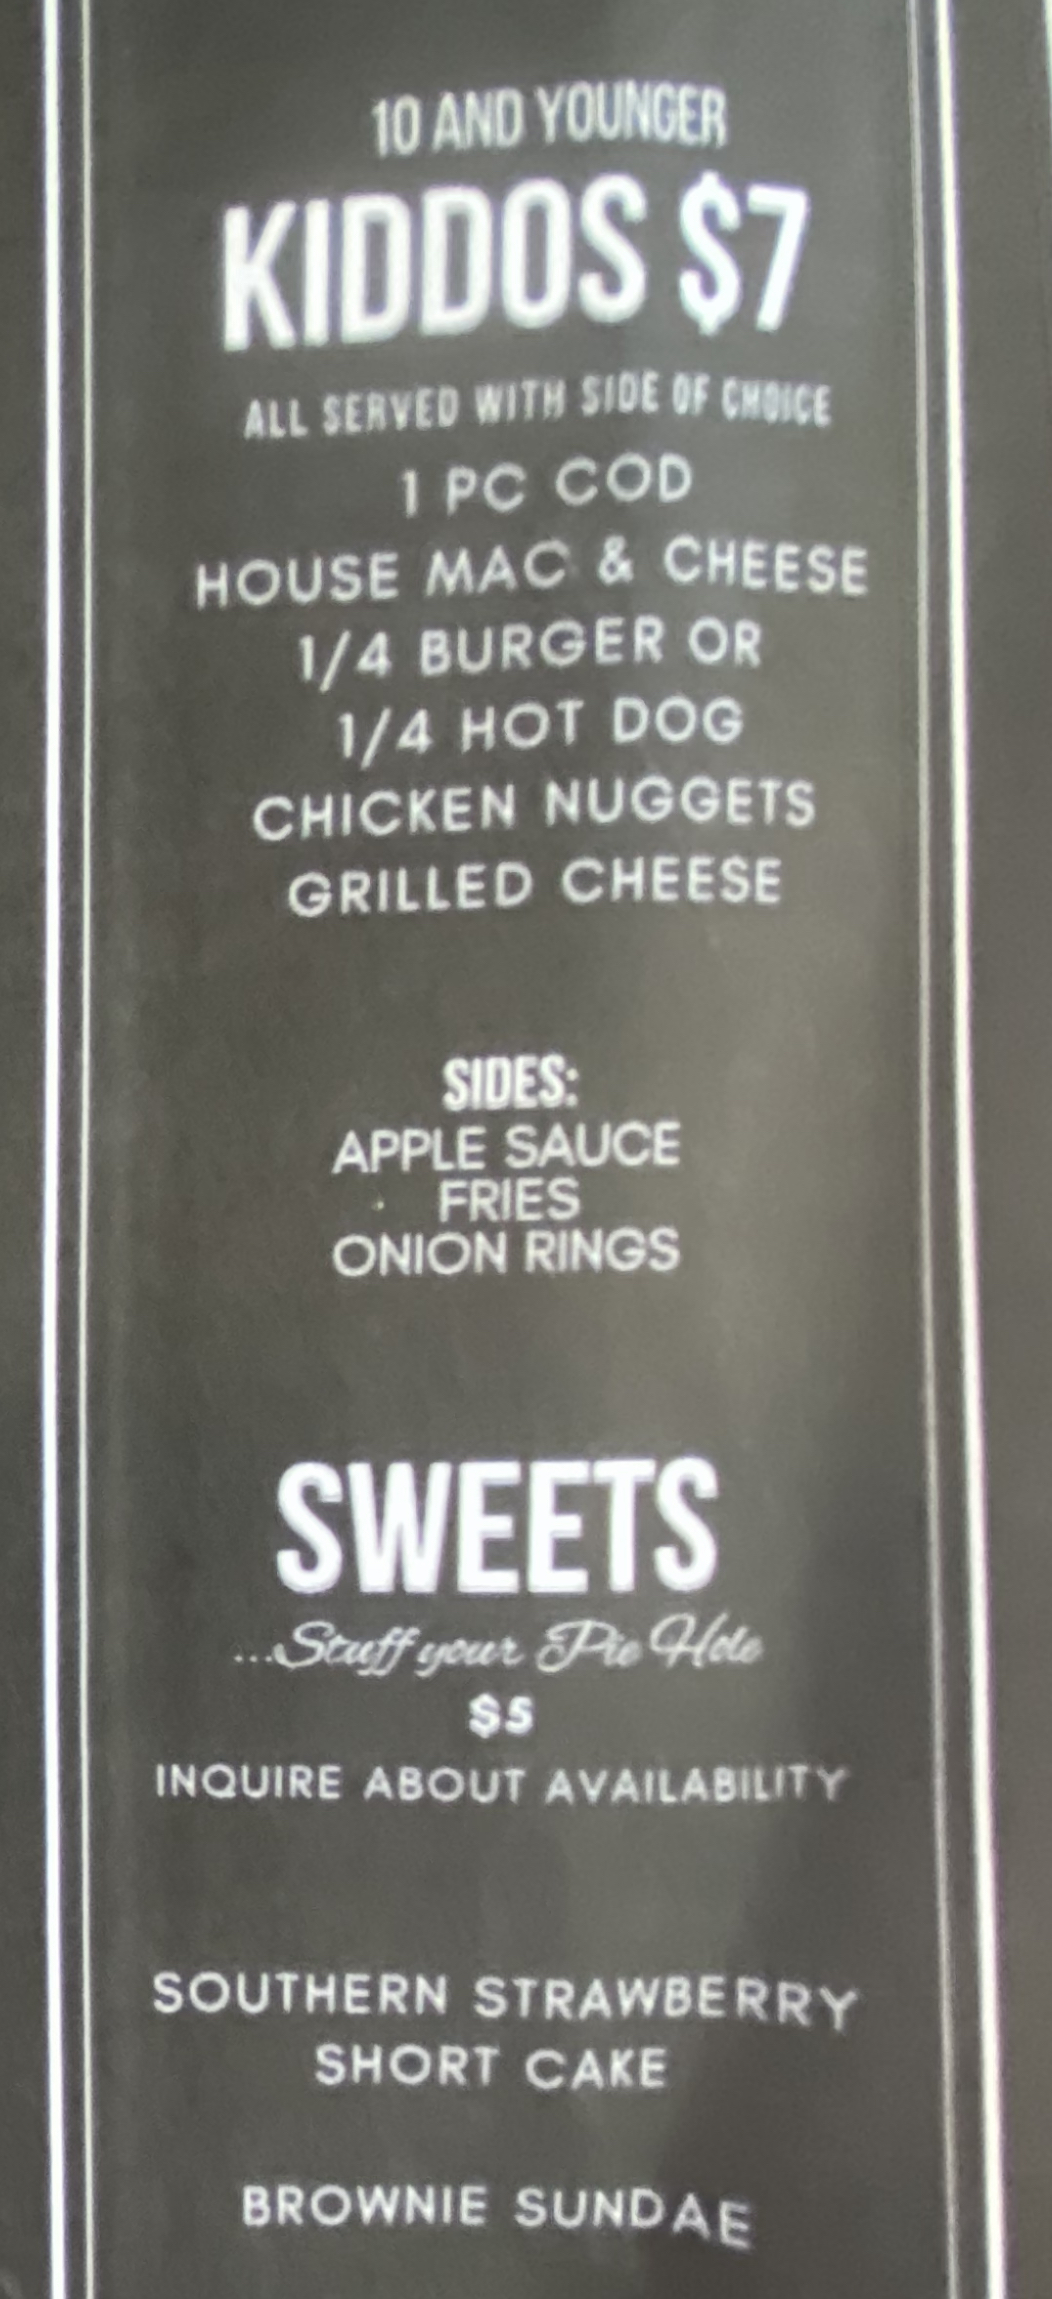 10 AND YOUNGER
KIDDOS $7
ALL SERVED WITH SIDE OF CHOICE
1 PC COD
HOUSE MAC & CHEESE
1/4 BURGER OR
1/4 HOT DOG
CHICKEN NUGGETS
GRILLED CHEESE
SIDES:
APPLE SAUCE
FRIES
ONION RINGS
SWEETS
...Stuff your Pie Hole
$5
INQUIRE ABOUT AVAILABILITY
SOUTHERN STRAWBERRY
SHORT CAKE
BROWNIE SUNDAE